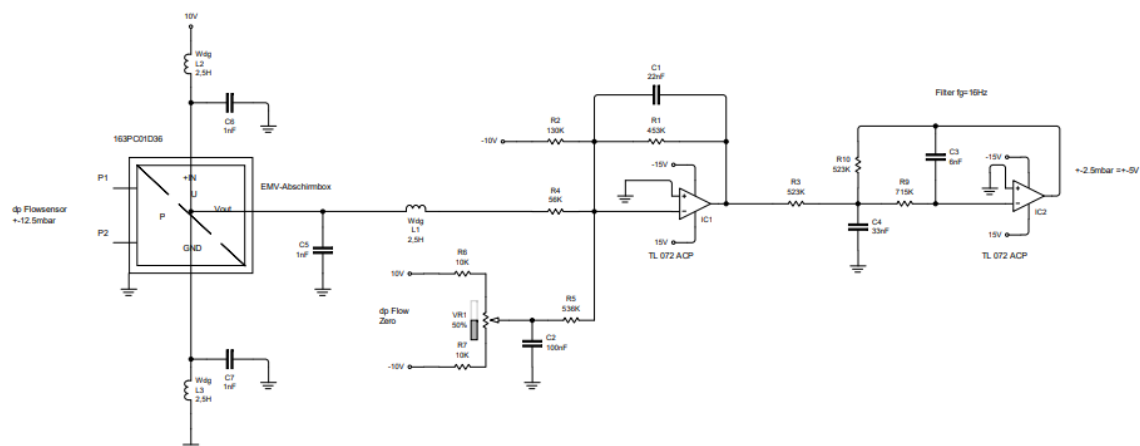 10V
Wdg
L2
2,5H
C6
1nF
163PC01D36
P1
P2
+IN
U
P
Vout
GND
EMV-Abschirmbox
dp Flowsensor
+-12.5mbar
C5
1nF
Wdg
L1
2,5H
C7
1nF
Wdg
L3
2,5H
-10V
R2
130K
C1
22nF
R1
453K
R4
56K
-15V
+
-
IC1
15V
TL 072 ACP
10V
R6
10K
dp Flow
Zero
VR1
50%
R5
536K
C2
100nF
R7
10K
-10V
R3
523K
R10
523K
C4
33nF
R9
715K
C3
6nF
Filter fg=16Hz
-15V
+
-
IC2
15V
TL 072 ACP
+-2.5mbar =+-5V